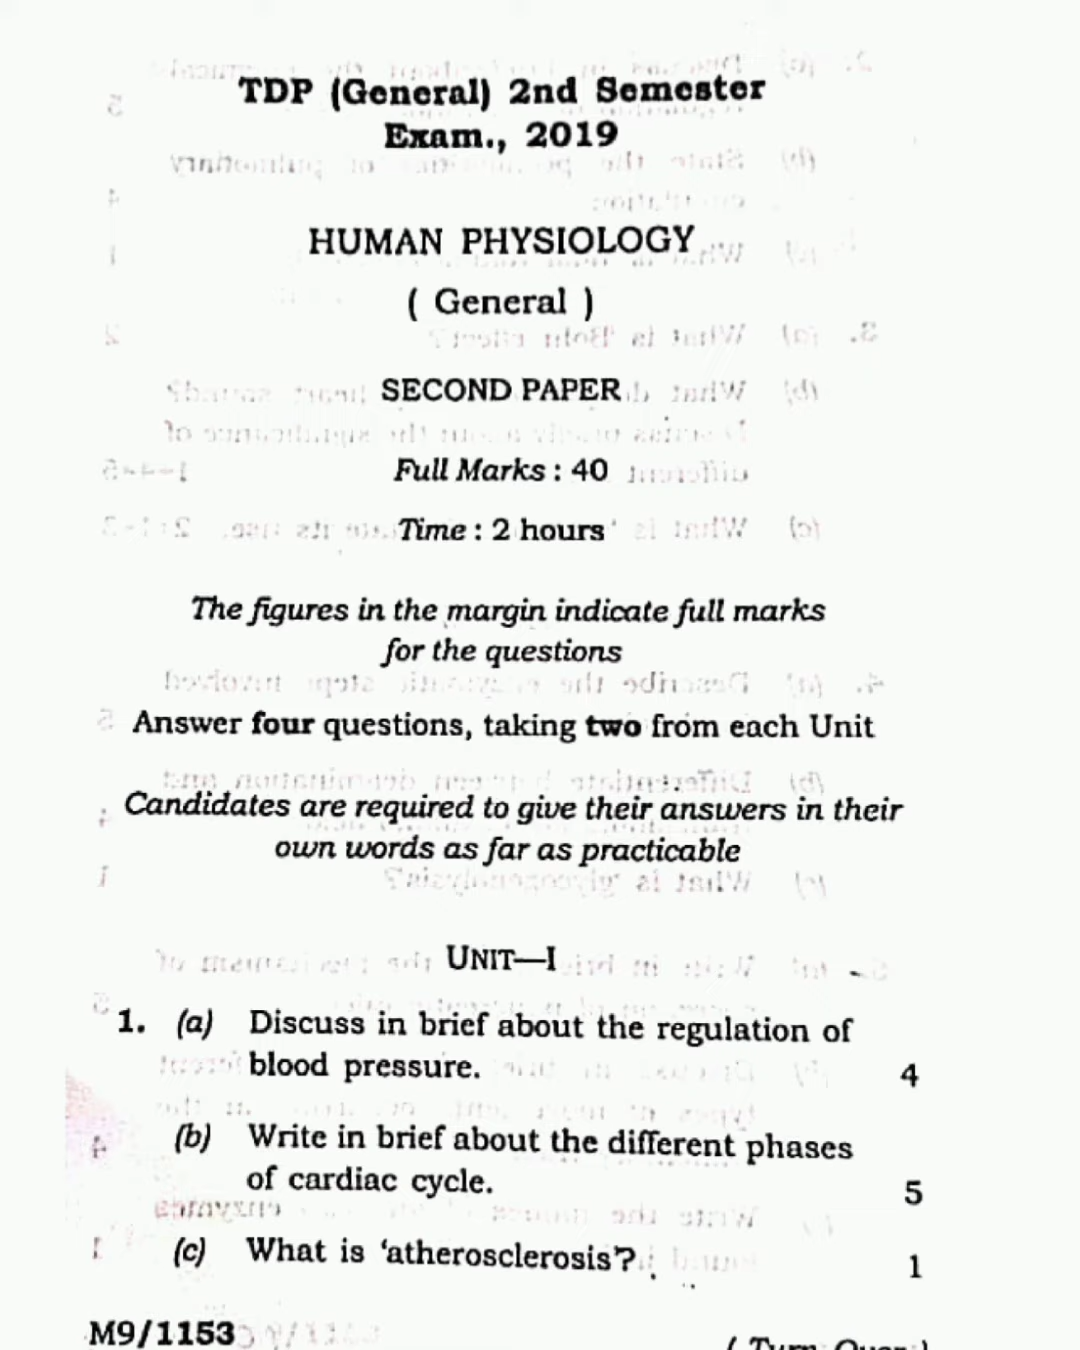 TDP (General) 2nd Semester
Exam., 2019
HUMAN PHYSIOLOGY
( General )
SECOND PAPER
Full Marks : 40
Time : 2 hours
The figures in the margin indicate full marks
for the questions
Answer four questions, taking two from each Unit
Candidates are required to give their answers in their
own words as far as practicable
UNIT—I
1. (a) Discuss in brief about the regulation of
blood pressure. 4
(b) Write in brief about the different phases
of cardiac cycle. 5
(c) What is ‘atherosclerosis’? 1
M9/1153
( Turn Over )